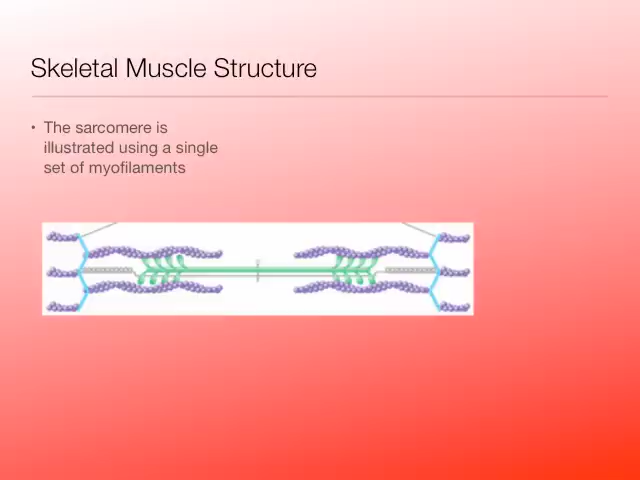 Skeletal Muscle Structure
• The sarcomere is
illustrated using a single
set of myofilaments